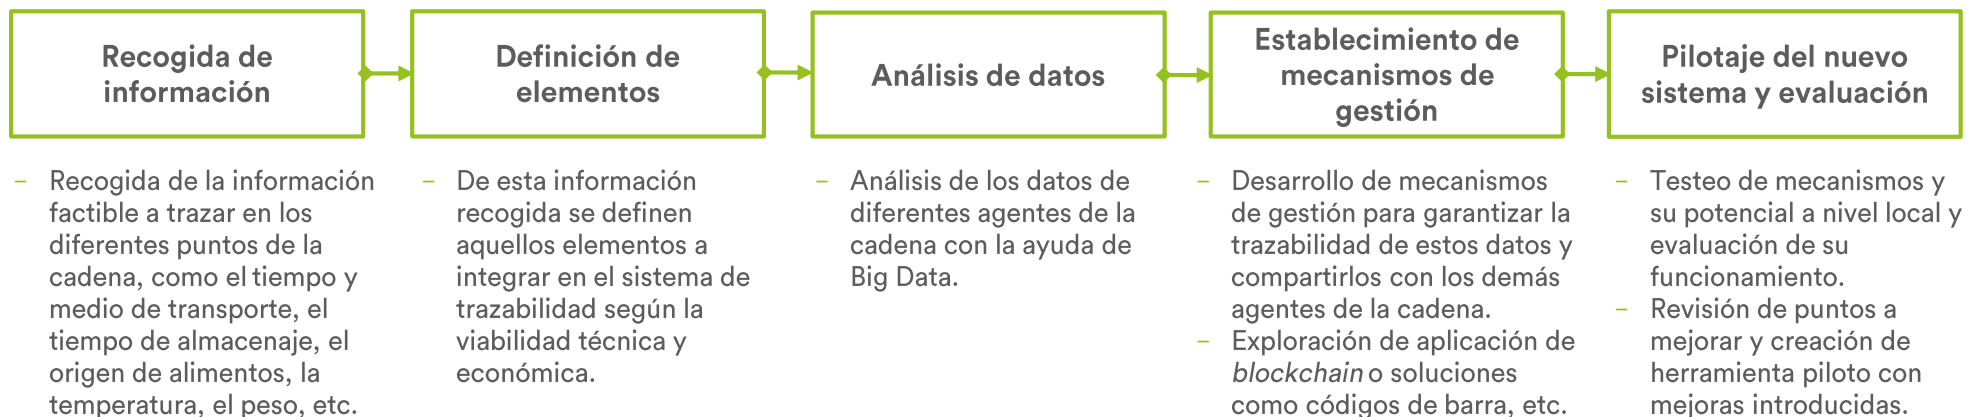 Recogida de
información
Definición de
elementos
Análisis de datos
Establecimiento de
mecanismos de
gestión
Pilotaje del nuevo
sistema y evaluación
– Recogida de la información
factible a trazar en los
diferentes puntos de la
cadena, como el tiempo y
medio de transporte, el
tiempo de almacenaje, el
origen de alimentos, la
temperatura, el peso, etc.
– De esta información
recogida se definen
aquellos elementos a
integrar en el sistema de
trazabilidad según la
viabilidad técnica y
económica.
– Análisis de los datos de
diferentes agentes de la
cadena con la ayuda de
Big Data.
– Desarrollo de mecanismos
de gestión para garantizar la
trazabilidad de estos datos y
compartirlos con los demás
agentes de la cadena.
– Exploración de aplicación de
blockchain o soluciones
como códigos de barra, etc.
– Testeo de mecanismos y
su potencial a nivel local y
evaluación de su
funcionamiento.
– Revisión de puntos a
mejorar y creación de
herramienta piloto con
mejoras introducidas.